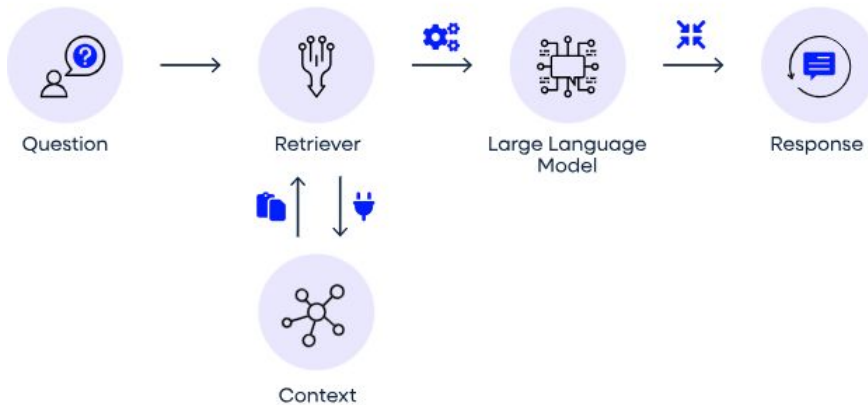 ?
Question
Retriever
Large Language
Model
Response
Context